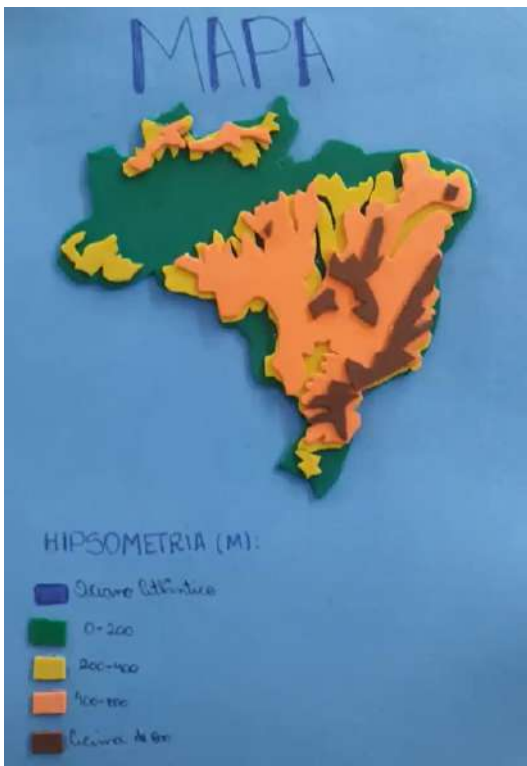 MAPA
HIPSOMETRIA (M):
Oceano Atlântico
0-200
200-400
400-800
Acima de 800